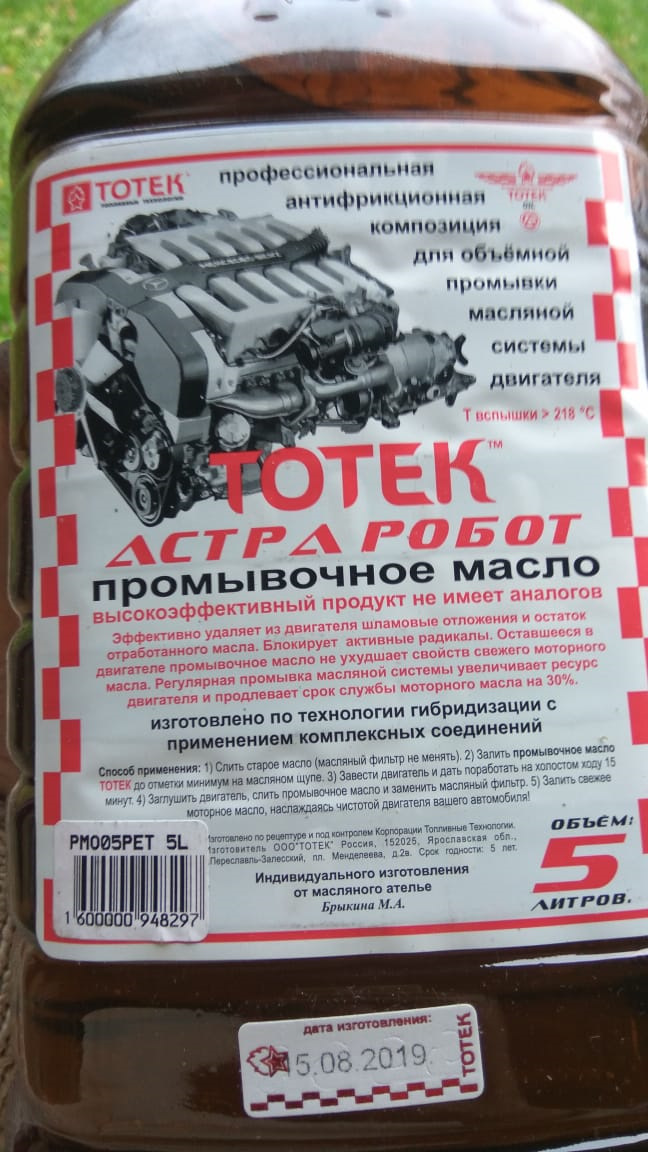 ТОТЕК
ТОПЛИВНЫЕ ТЕХНОЛОГИИ
профессиональная
антифрикционная
композиция
для объёмной
промывки
масляной
системы
двигателя
ТОТЕК
Т вспышки > 218 °С
ТОТЕК™
АСТРА РОБОТ
промывочное масло
высокоэффективный продукт не имеет аналогов
Эффективно удаляет из двигателя шламовые отложения и остаток
отработанного масла. Блокирует активные радикалы. Оставшееся в
двигателе промывочное масло не ухудшает свойств свежего моторного
масла. Регулярная промывка масляной системы увеличивает ресурс
двигателя и продлевает срок службы моторного масла на 30%.
изготовлено по технологии гибридизации с
применением комплексных соединений
Способ применения: 1) Слить старое масло (масляный фильтр не менять). 2) Залить промывочное масло
ТОТЕК до отметки минимум на масляном щупе. 3) Завести двигатель и дать поработать на холостом ходу 15
минут. 4) Заглушить двигатель, слить промывочное масло и заменить масляный фильтр. 5) Залить свежее
моторное масло, наслаждаясь чистотой двигателя вашего автомобиля!
PM005PET 5L
1 600000 948297
Изготовлено по рецептуре и под контролем Корпорации Топливные Технологии.
Изготовитель ООО"ТОТЕК" Россия, 152025, Ярославская обл.,
г.Переславль-Залесский, пл. Менделеева, д.2в. Срок годности: 5 лет.
Индивидуального изготовления
от масляного ателье
Брыкина М.А.
ОБЪЁМ:
5
ЛИТРОВ.
дата изготовления:
15.08.2019
ТОТЕК